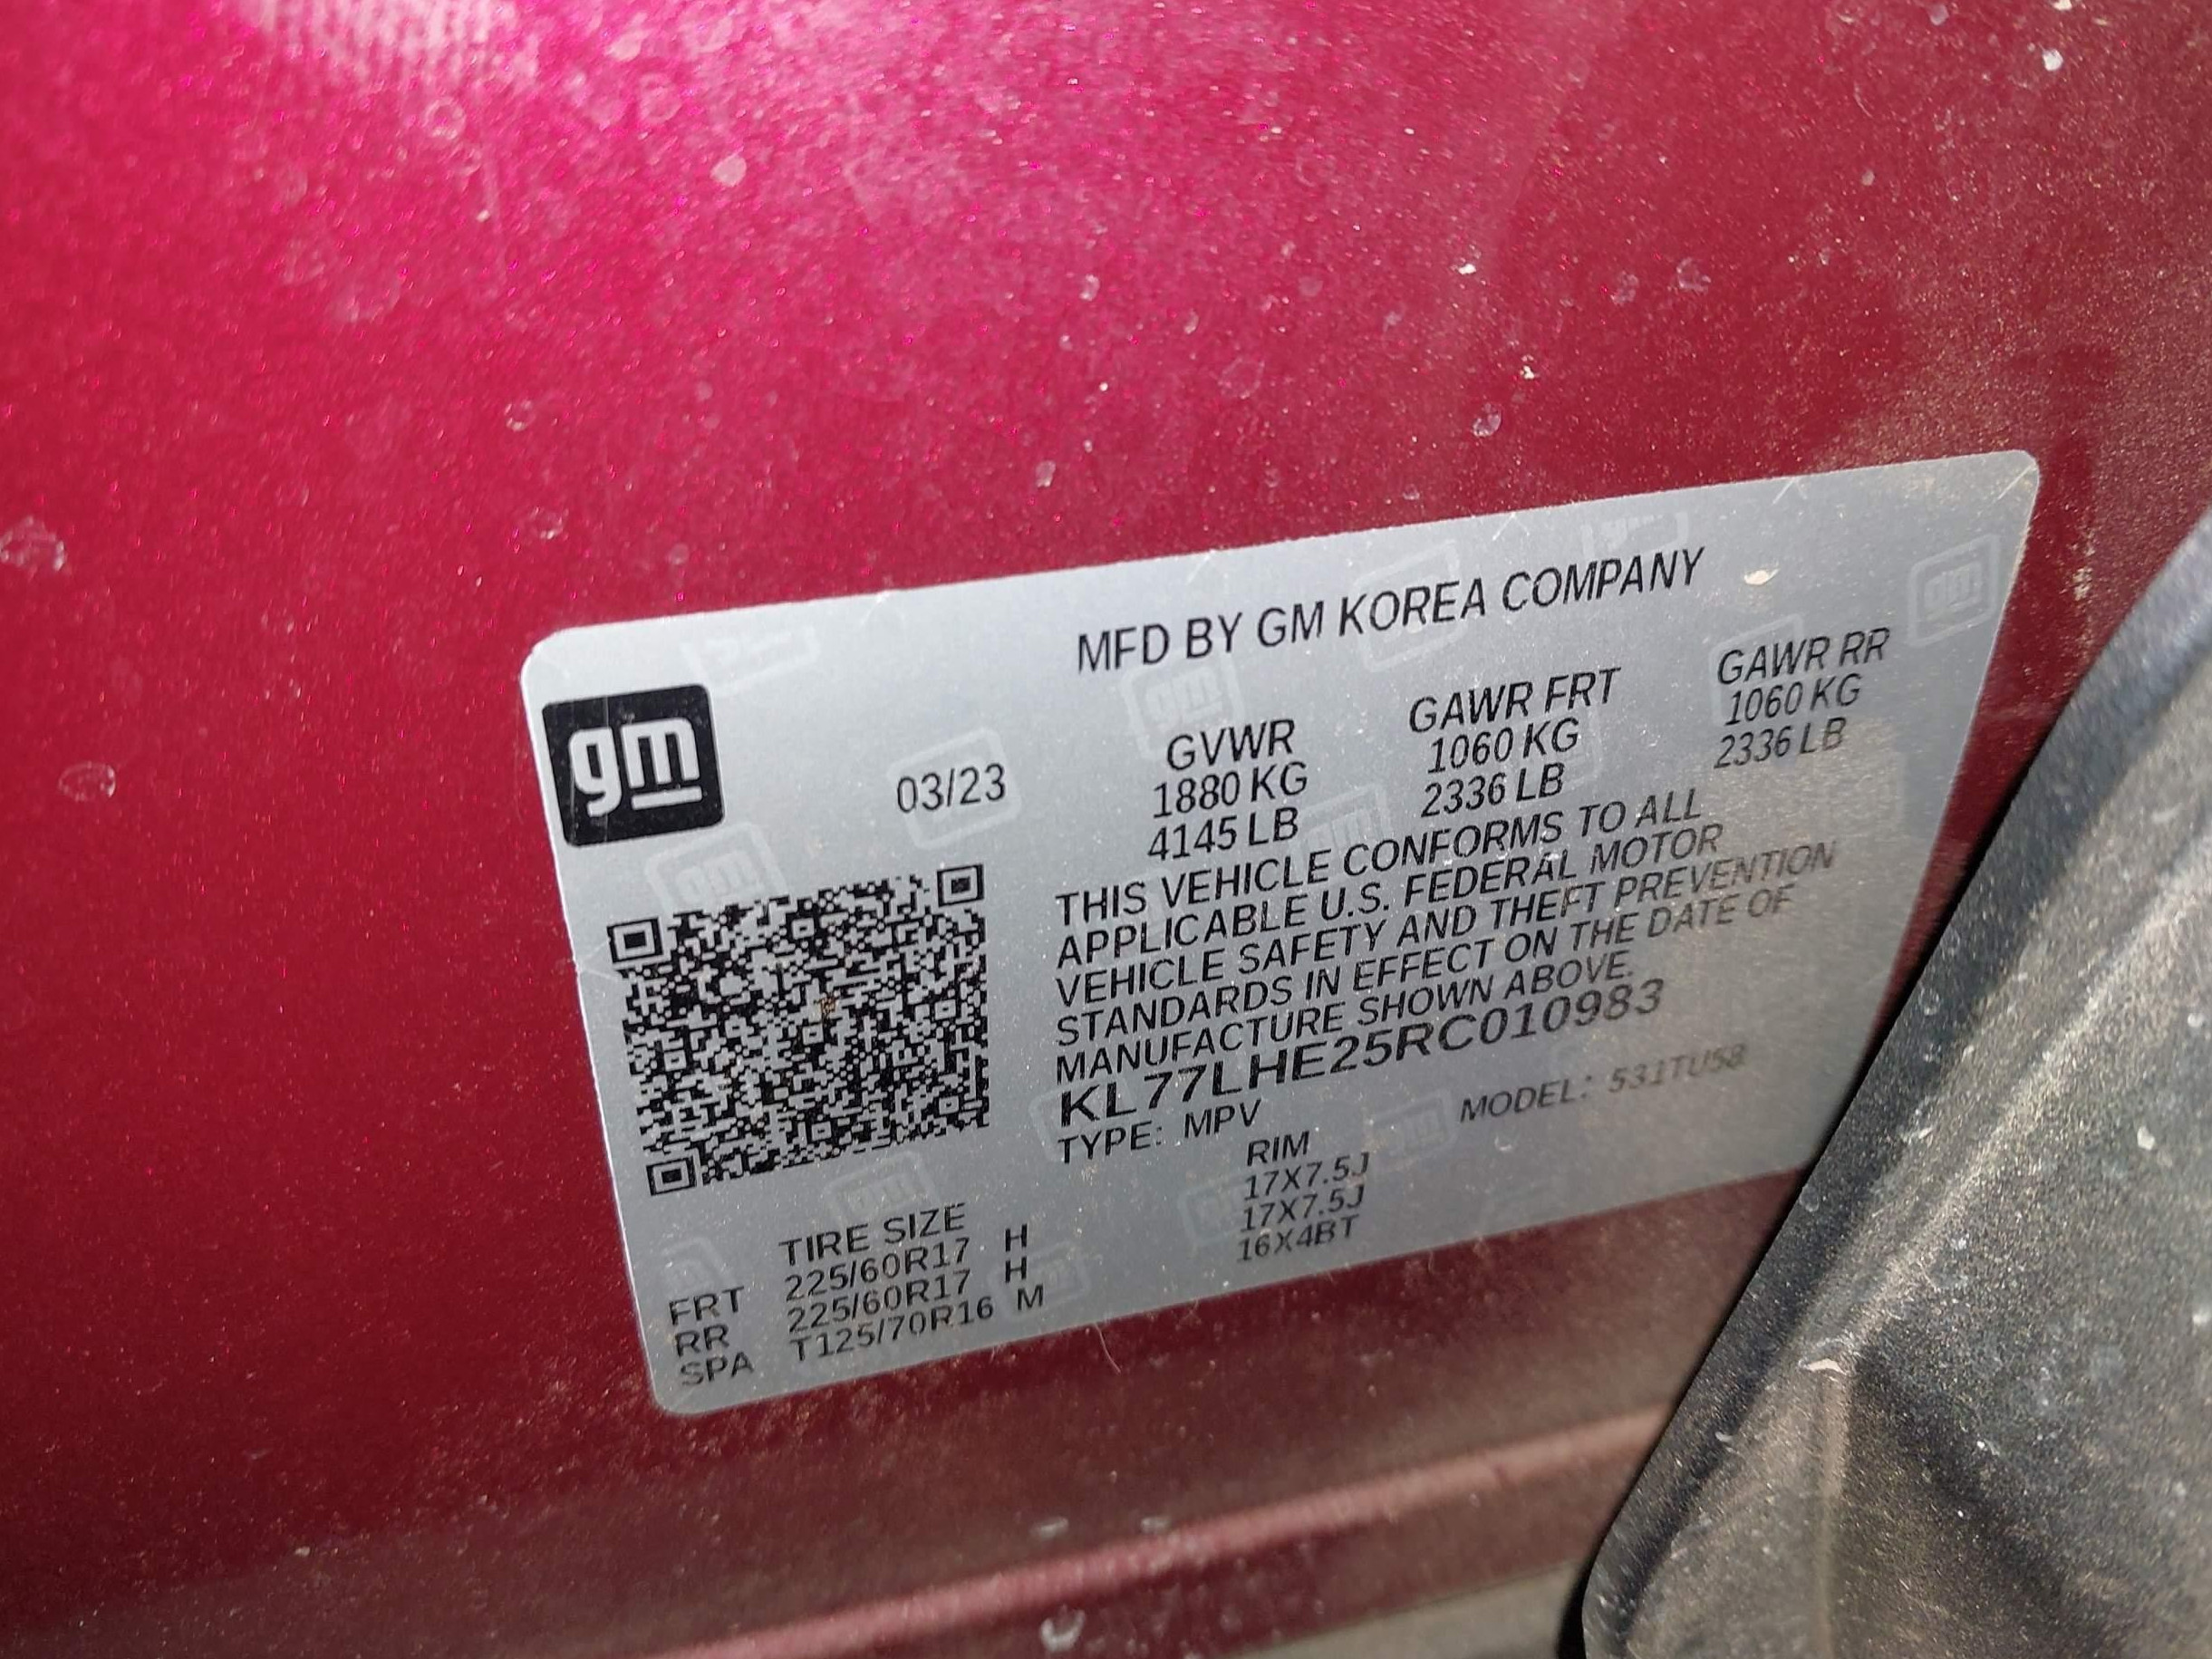 MFD BY GM KOREA COMPANY
gm
03/23
GVWR GAWR FRT GAWR RR
1880 KG 1060 KG 1060 KG
4145 LB 2336 LB 2336 LB
THIS VEHICLE CONFORMS TO ALL
APPLICABLE U.S. FEDERAL MOTOR
VEHICLE SAFETY AND THEFT PREVENTION
STANDARDS IN EFFECT ON THE DATE OF
MANUFACTURE SHOWN ABOVE.
KL77LHE25RC010983
TYPE: MPV MODEL: 531TU58
TIRE SIZE RIM
FRT 225/60R17 H 17X7.5J
RR 225/60R17 H 17X7.5J
SPA T125/70R16 M 16X4BT